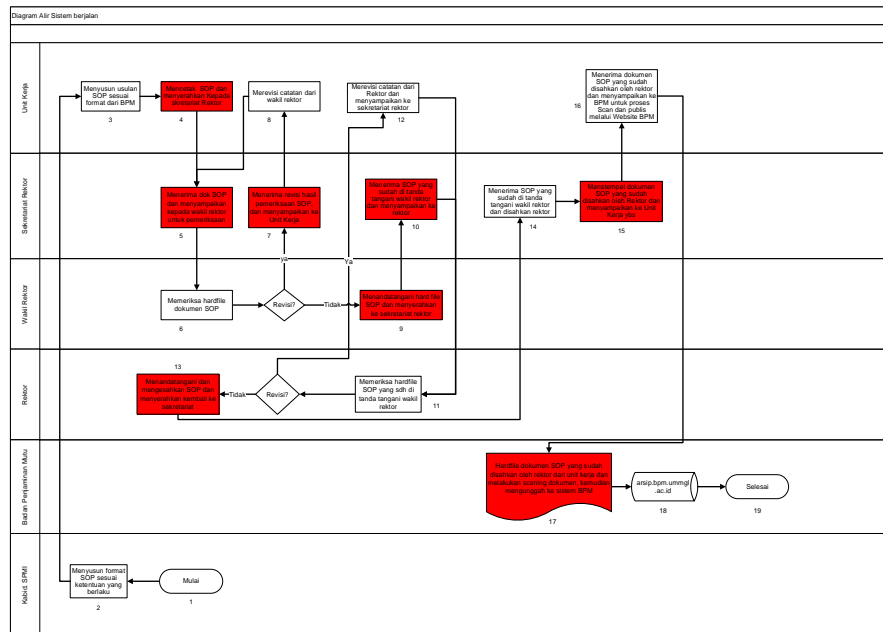 Diagram Alir Sistem berjalan
Unit Kerja
Menyusun usulan
SOP sesuai
format dari BPM
3
Mencetak SOP dan
menyerahkan Kepada
sekretariat Rektor
4
Merevisi catatan dari
wakil rektor
8
Merevisi catatan dari
Rektor dan
menyampaikan ke
sekretariat rektor
12
Menerima dokumen
SOP yang sudah
disahkan oleh rektor
dan menyampaikan ke
BPM untuk proses
Scan dan publis
melalui Website BPM
16
Sekretariat Rektor
Menerima dok SOP
dan menyampaikan
kepada wakil rektor
untuk pemeriksaan
5
Menerima revisi hasil
pemeriksaan SOP,
dan menyampaikan ke
Unit Kerja
7
Menerima SOP yang
sudah di tanda
tangani wakil rektor
dan menyampaikan ke
rektor
10
Menerima SOP yang
sudah di tanda
tangani wakil rektor
dan disahkan rektor
14
Menstempel dokumen
SOP yang sudah
disahkan oleh Rektor dan
menyampaikan ke Unit
Kerja ybs
15
Wakil Rektor
Memeriksa hardfile
dokumen SOP
6
Revisi?
ya
Tidak
Menandatangani hard file
SOP dan menyerahkan
ke sekretariat rektor
9
Ya
Rektor
13
Menandatangani dan
mengesahkan SOP dan
menyerahkan kembali ke
sekretariat
Tidak
Revisi?
Memeriksa hardfile
SOP yang sdh di
tanda tangani wakil
rektor
11
Badan Penjaminan Mutu
Hardfile dokumen SOP yang sudah
disahkan oleh rektor dari unit kerja dan
melakukan scaning dokumen, kemudian
mengunggah ke sistem BPM
17
arsip.bpm.ummgl
.ac.id
18
Selesai
19
Kabid. SPMI
Menyusun format
SOP sesuai
ketentuan yang
berlaku
2
Mulai
1